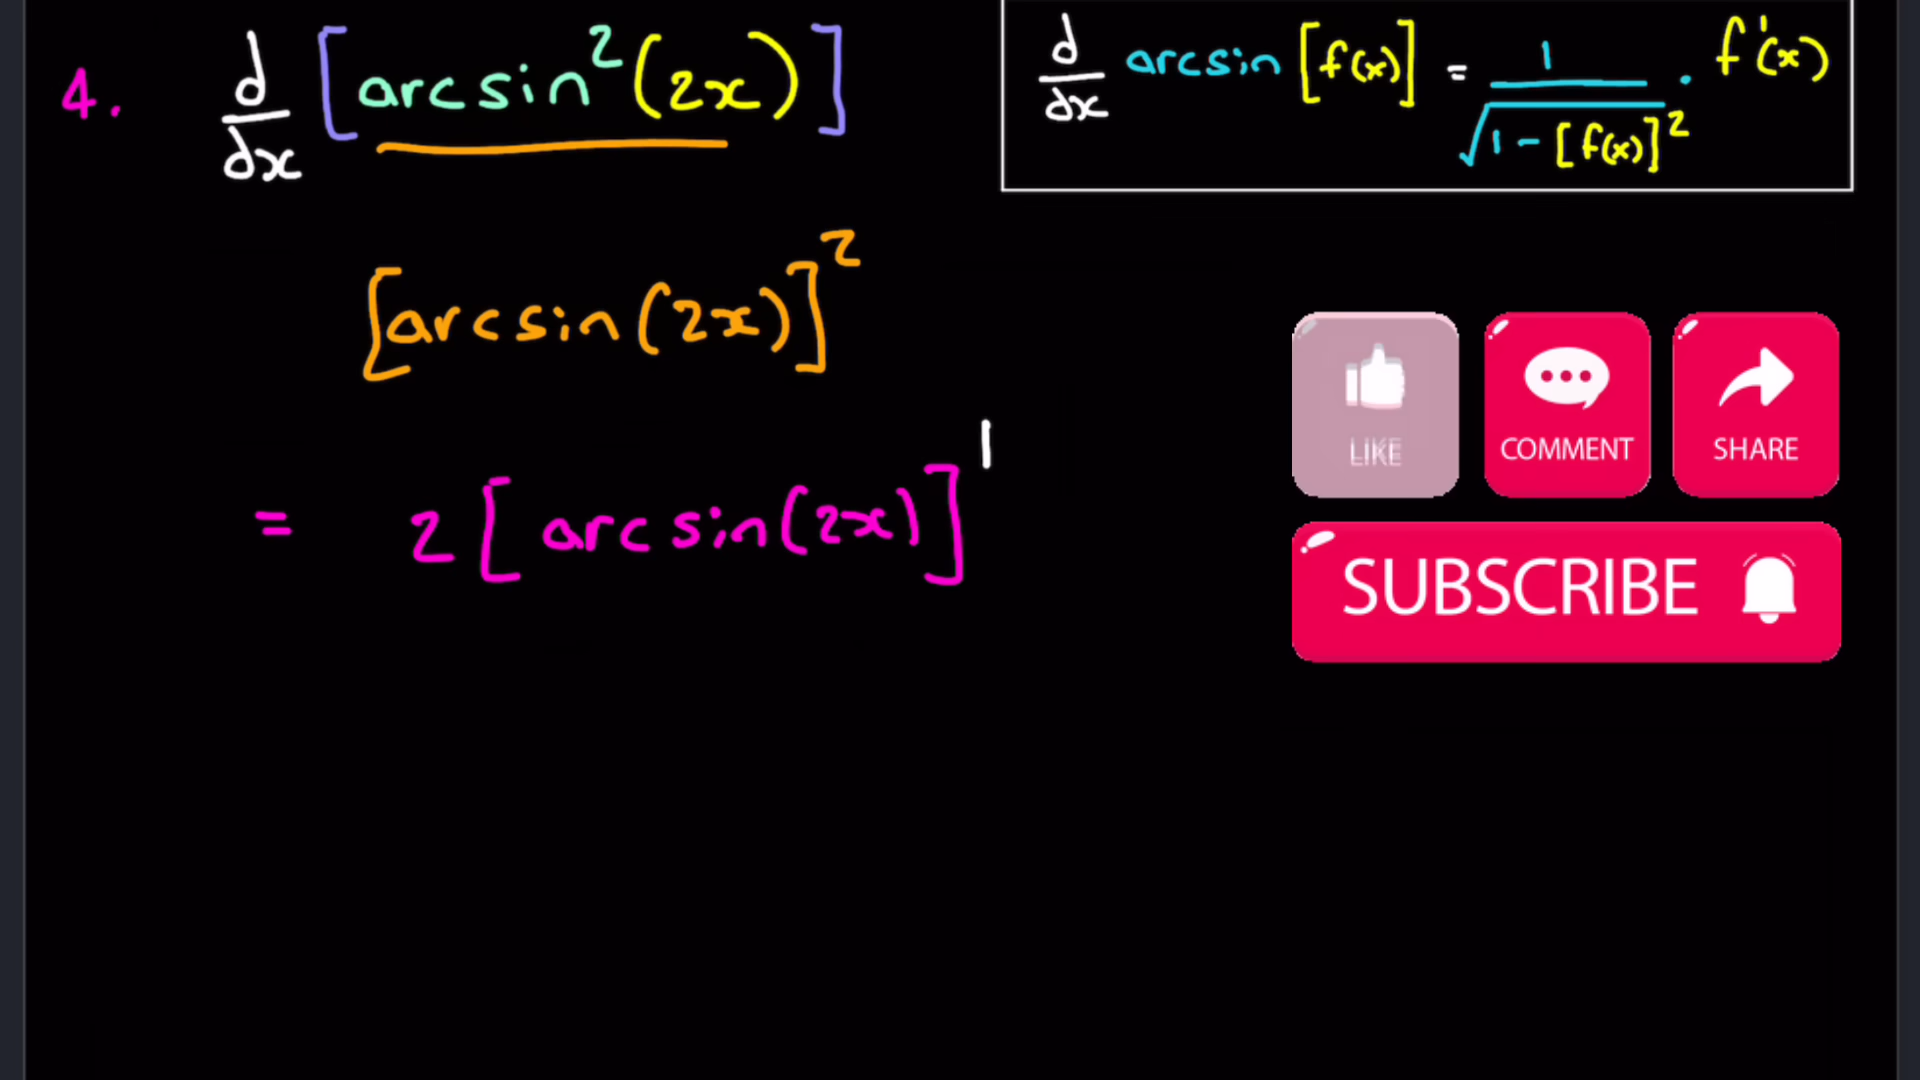 4. d/dx [arcsin²(2x)]
d/dx arcsin [f(x)] = 1/√(1-[f(x)]²) · f'(x)
[arcsin(2x)]²
= 2[arcsin(2x)]¹
LIKE
COMMENT
SHARE
SUBSCRIBE